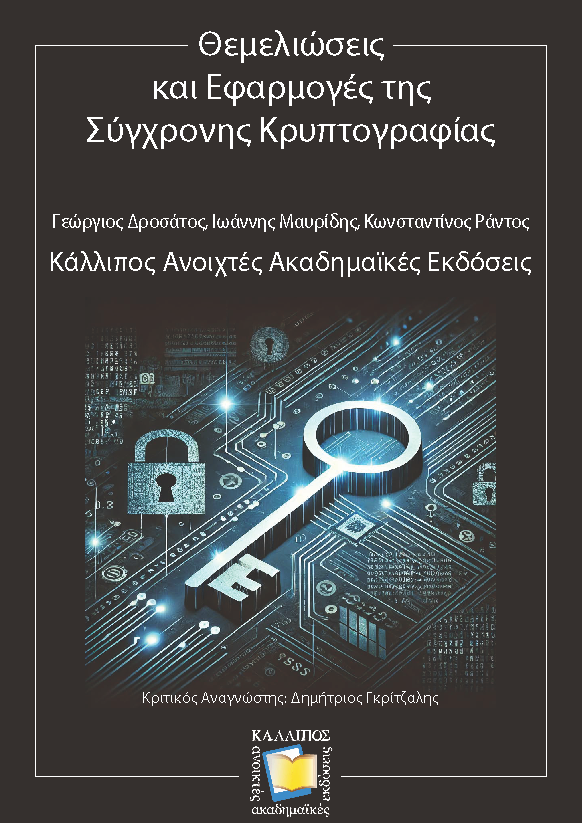 Θεμελιώσεις
και Εφαρμογές της
Σύγχρονης Κρυπτογραφίας
Γεώργιος Δροσάτος, Ιωάννης Μαυρίδης, Κωνσταντίνος Ράντος
Κάλλιπος Ανοιχτές Ακαδημαϊκές Εκδόσεις
Κριτικός Αναγνώστης: Δημήτριος Γκρίτζαλης
ΚΑΛΛΙΠΟΣ
ανοικτές
ακαδημαϊκές
εκδόσεις